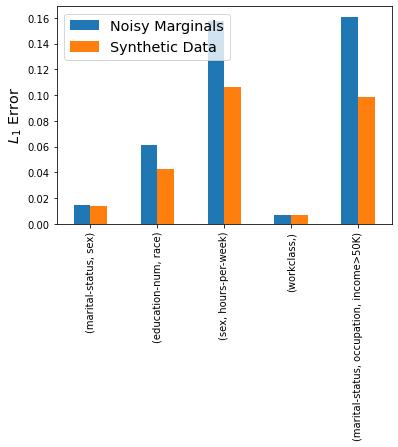 0.16
0.14
0.12
0.10
0.08
0.06
0.04
0.02
0.00
L1 Error
Noisy Marginals
Synthetic Data
(marital-status, sex)
(education-num, race)
(sex, hours-per-week)
(workclass,)
(marital-status, occupation, income>50K)